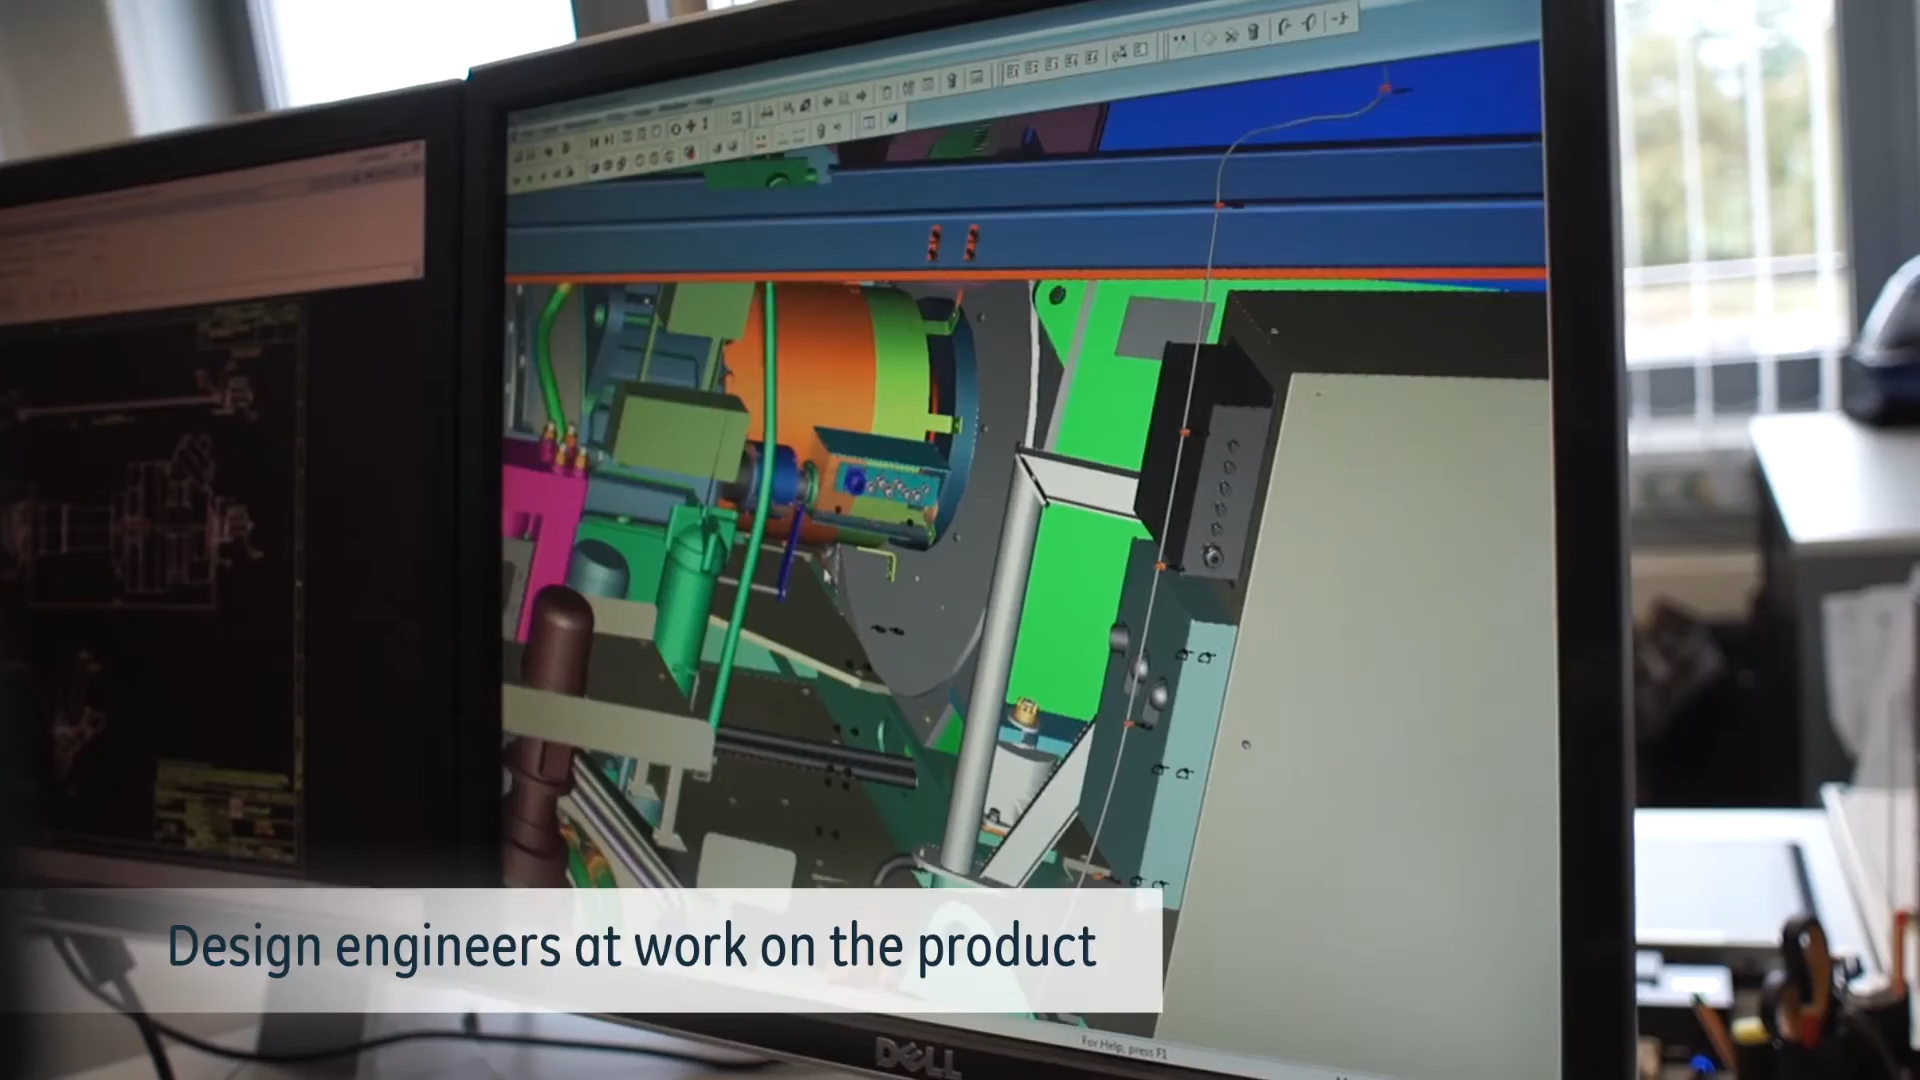 Design engineers at work on the product
For Help, press F1
DELL